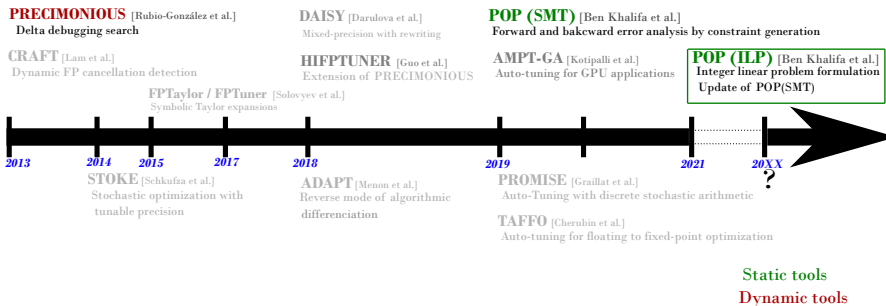 PRECIMONIOUS [Rubio-González et al.]
Delta debugging search
CRAFT [Lam et al.]
Dynamic FP cancellation detection
FPTaylor / FPTuner [Solovyev et al.]
Symbolic Taylor expansions
DAISY [Darulova et al.]
Mixed-precision with rewriting
HIFPTUNER [Guo et al.]
Extension of PRECIMONIOUS
POP (SMT) [Ben Khalifa et al.]
Forward and bakcward error analysis by constraint generation
AMPT-GA [Kotipalli et al.]
Auto-tuning for GPU applications
POP (ILP) [Ben Khalifa et al.]
Integer linear problem formulation
Update of POP(SMT)
2013 2014 2015 2017 2018 2019 2021 20XX
?
STOKE [Schkufza et al.]
Stochastic optimization with
tunable precision
ADAPT [Menon et al.]
Reverse mode of algorithmic
differenciation
PROMISE [Graillat et al.]
Auto-Tuning with discrete stochastic arithmetic
TAFFO [Cherubin et al.]
Auto-tuning for floating to fixed-point optimization
Static tools
Dynamic tools